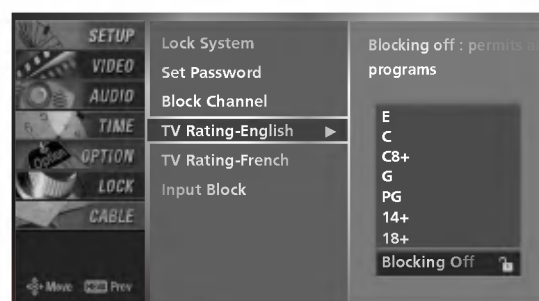 SETUP
VIDEO
AUDIO
TIME
OPTION
LOCK
CABLE
Move Prev
Lock System
Set Password
Block Channel
TV Rating-English
TV Rating-French
Input Block
Blocking off : permits
programs
E
C
C8+
G
PG
14+
18+
Blocking Off